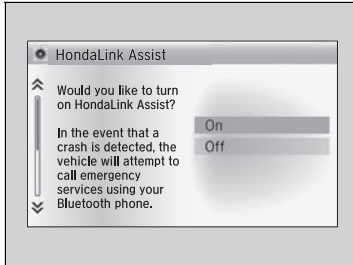 HondaLink Assist
Would you like to turn
on HondaLink Assist?
In the event that a
crash is detected, the
vehicle will attempt to
call emergency
services using your
Bluetooth phone.
On
Off